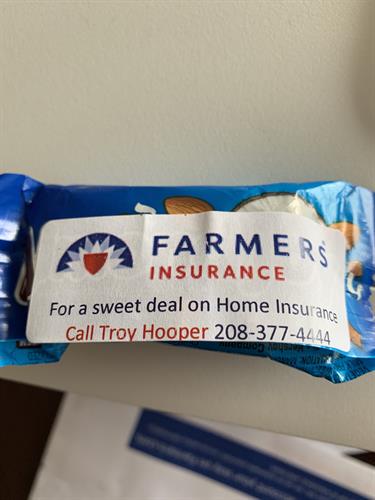 FARMERS
INSURANCE
For a sweet deal on Home Insurance
Call Troy Hooper 208-377-4444